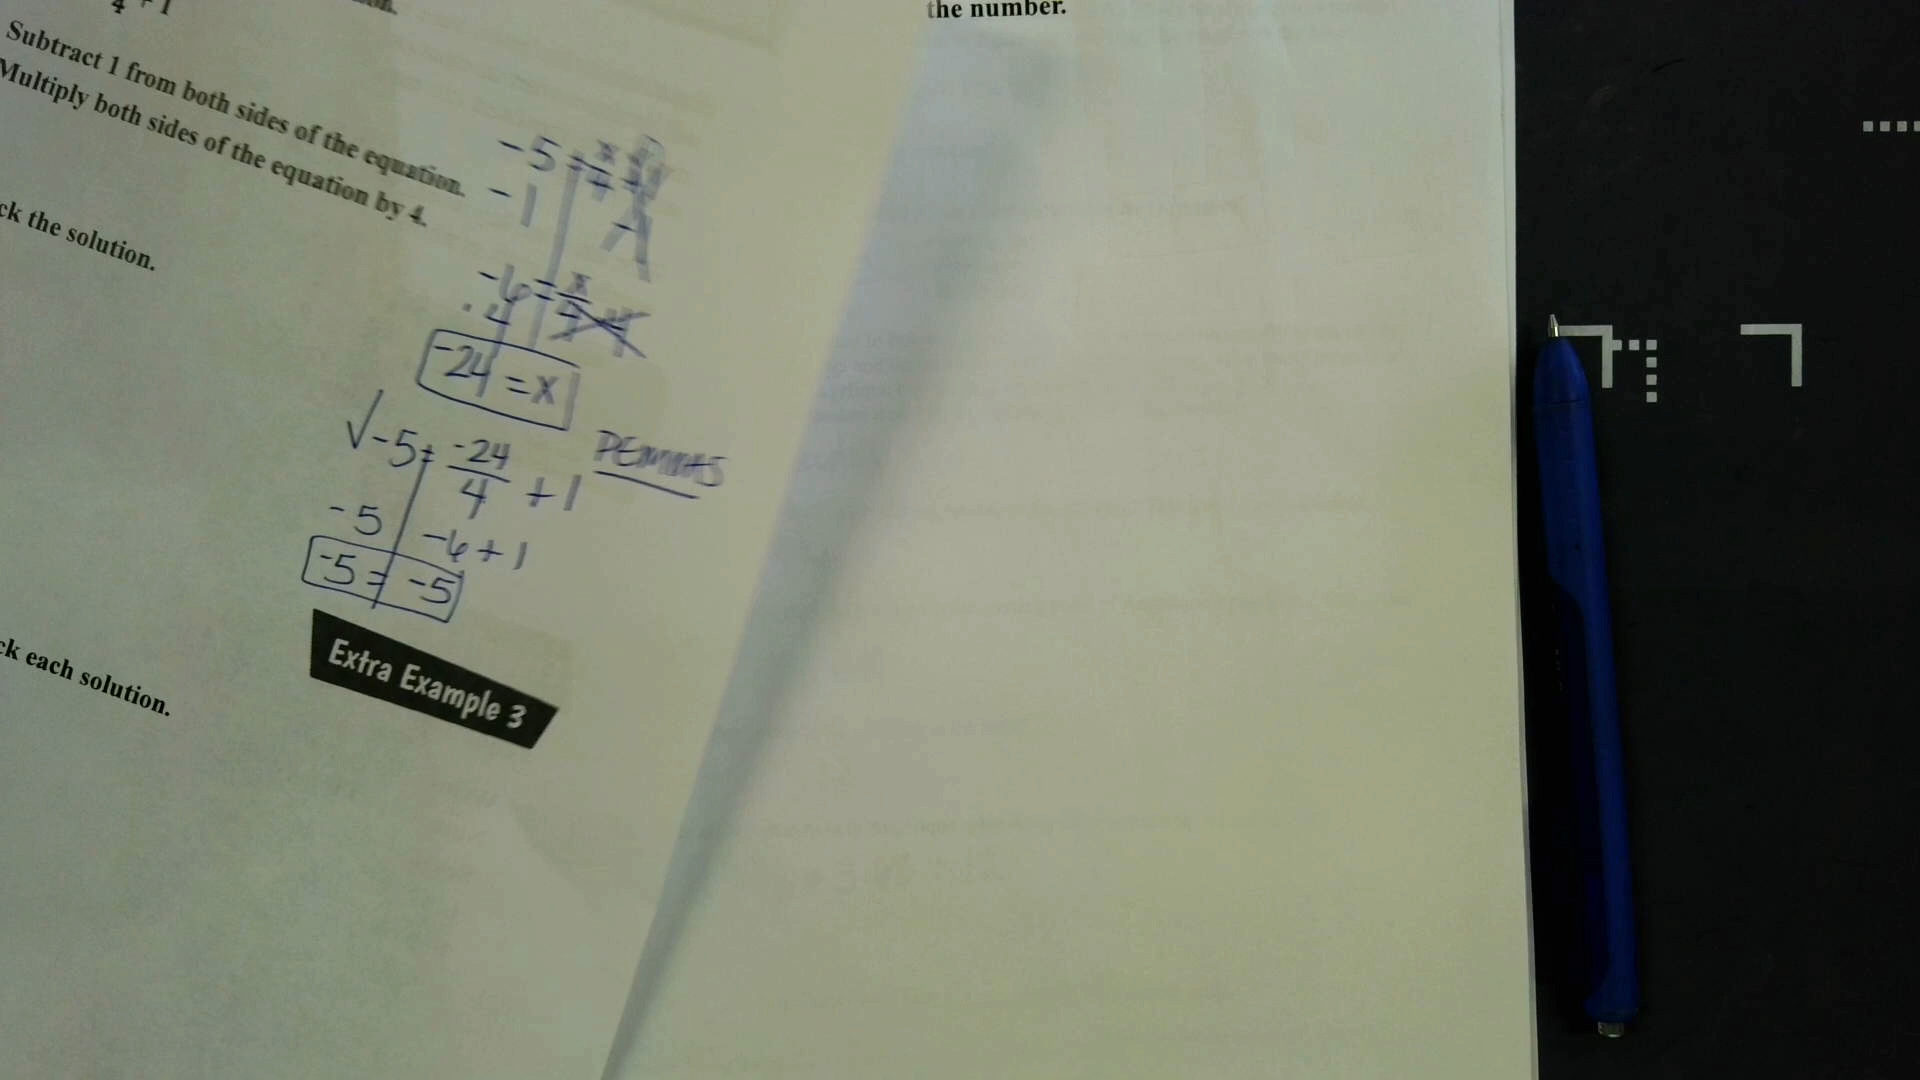 4 + 1
the number.
Subtract 1 from both sides of the equation.
Multiply both sides of the equation by 4.
-5 = x
-1
ck the solution.
-6 = x
· 4
-24 = x
√ -5 = -24/4 + 1
-5 -6 + 1
-5 = -5
Extra Example 3
ck each solution.